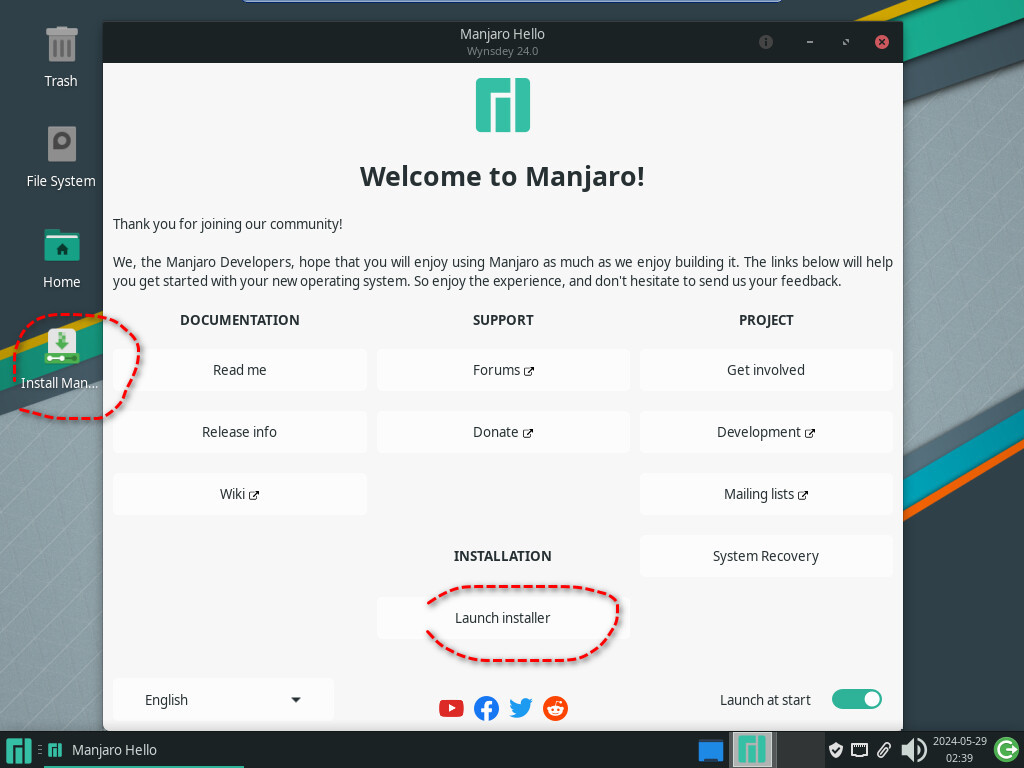 Trash
File System
Home
Install Man...
Manjaro Hello
Wynsdey 24.0
Welcome to Manjaro!
Thank you for joining our community!
We, the Manjaro Developers, hope that you will enjoy using Manjaro as much as we enjoy building it. The links below will help
you get started with your new operating system. So enjoy the experience, and don't hesitate to send us your feedback.
DOCUMENTATION
Read me
Release info
Wiki
SUPPORT
Forums
Donate
PROJECT
Get involved
Development
Mailing lists
System Recovery
INSTALLATION
Launch installer
English
Launch at start
Manjaro Hello
2024-05-29
02:39